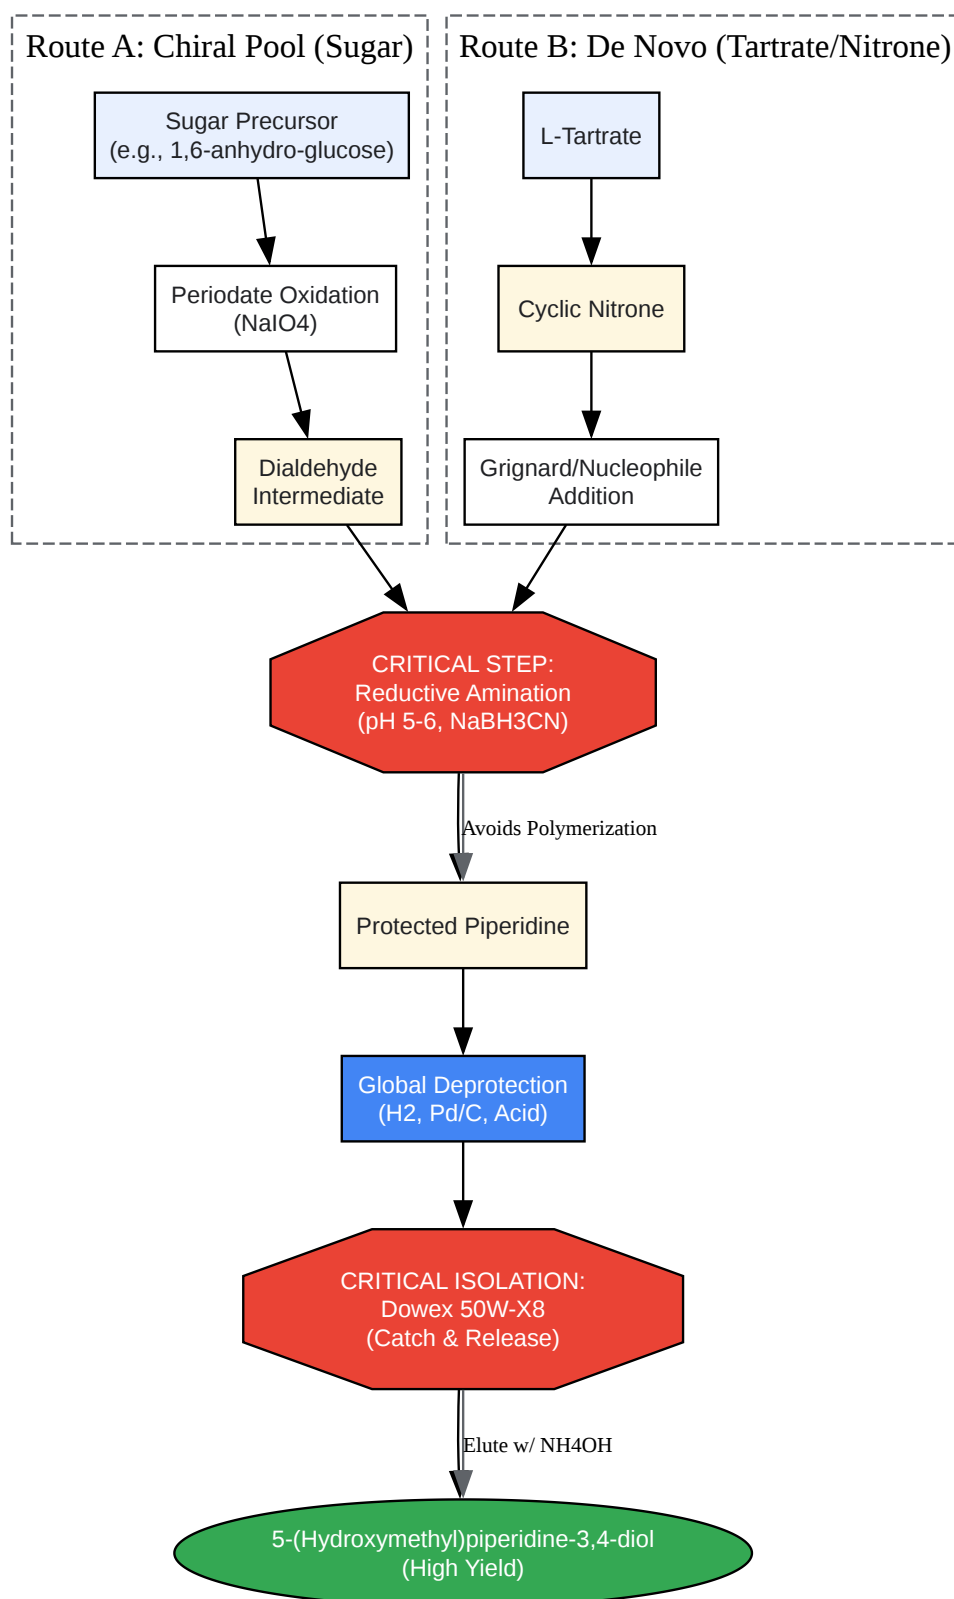 Route A: Chiral Pool (Sugar)
Sugar Precursor
(e.g., 1,6-anhydro-glucose)
Periodate Oxidation
(NaIO4)
Dialdehyde
Intermediate
Route B: De Novo (Tartrate/Nitrone)
L-Tartrate
Cyclic Nitrone
Grignard/Nucleophile
Addition
CRITICAL STEP:
Reductive Amination
(pH 5-6, NaBH3CN)
Avoids Polymerization
Protected Piperidine
Global Deprotection
(H2, Pd/C, Acid)
CRITICAL ISOLATION:
Dowex 50W-X8
(Catch & Release)
Elute w/ NH4OH
5-(Hydroxymethyl)piperidine-3,4-diol
(High Yield)